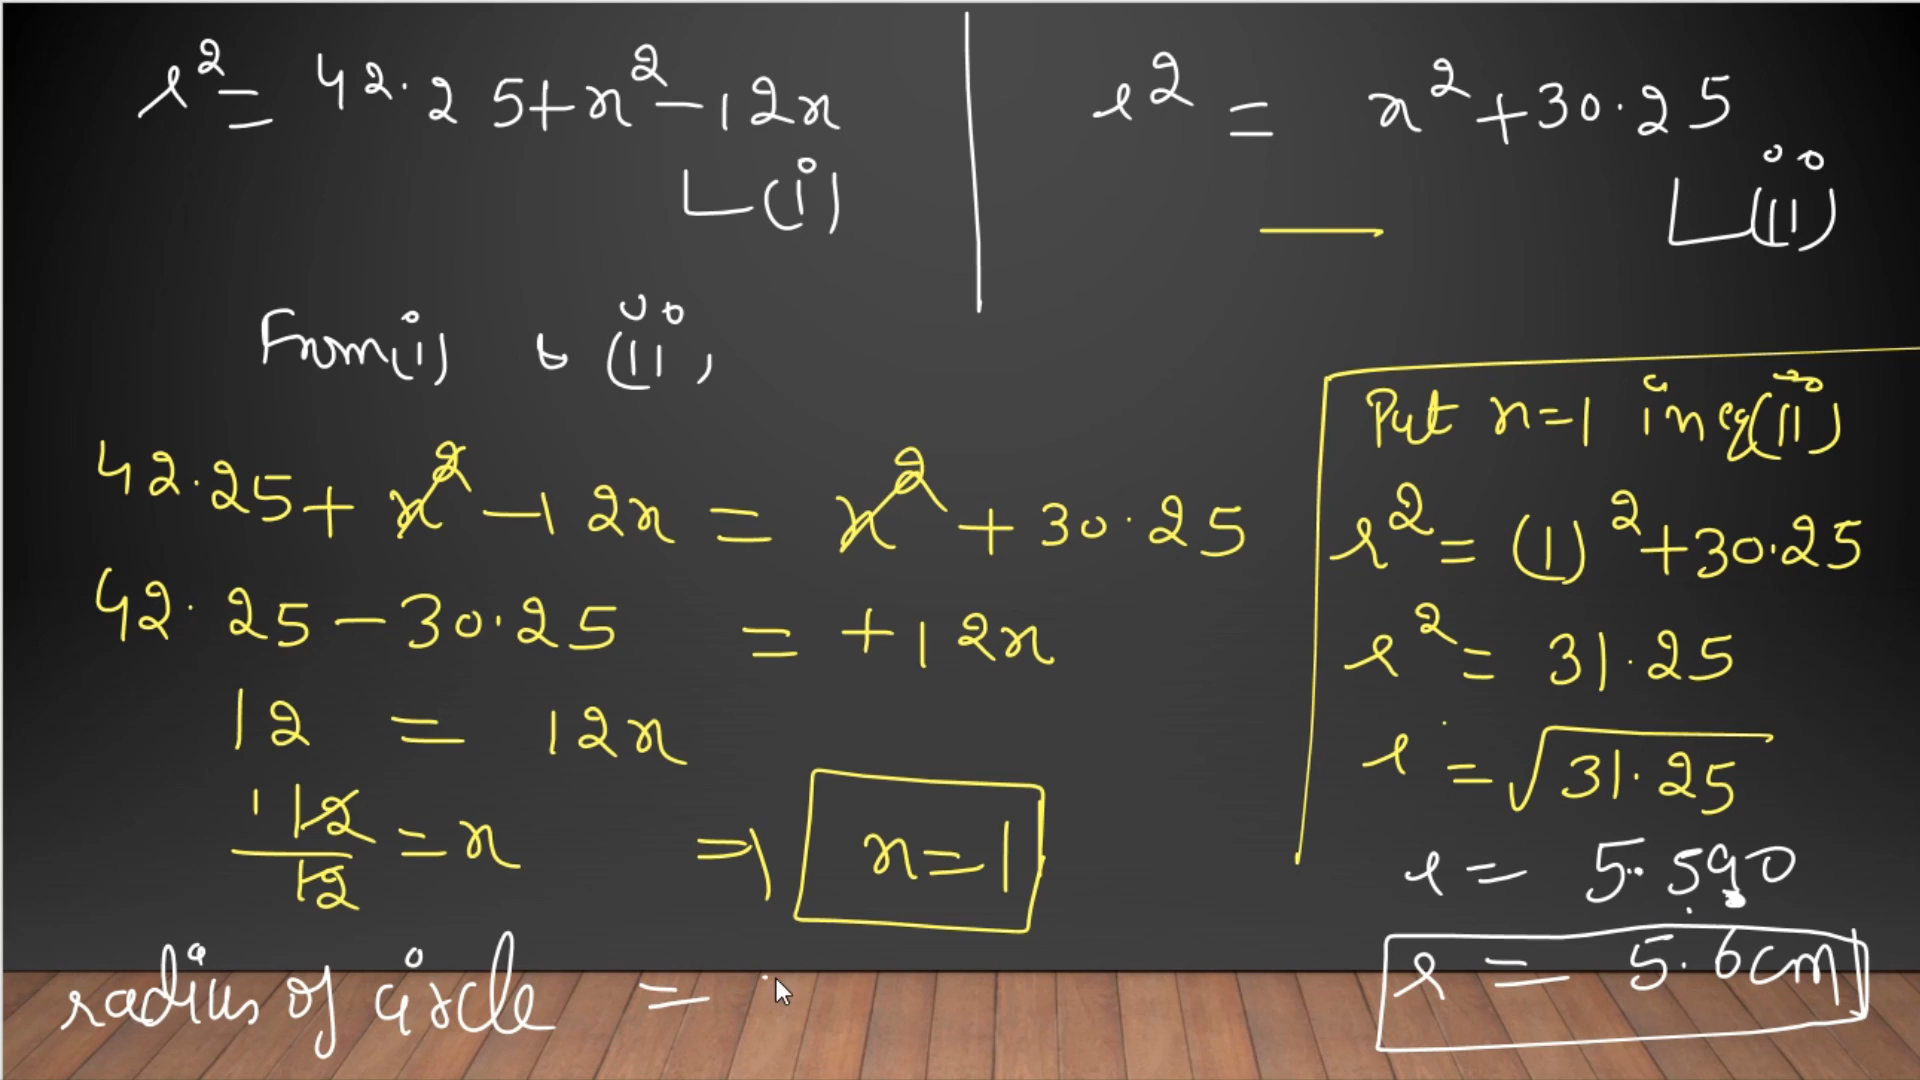 r² = 42.25+x²-12x
(i)
r² = x²+30.25
(ii)
From (i) & (ii),
42.25+x²-12x = x²+30.25
42.25-30.25 = +12x
12 = 12x
1 12/12 = x ⇒ x=1
Put x=1 in eq(ii)
r² = (1)²+30.25
r² = 31.25
r = √31.25
r = 5.590
r = 5.6cm
radius of circle =